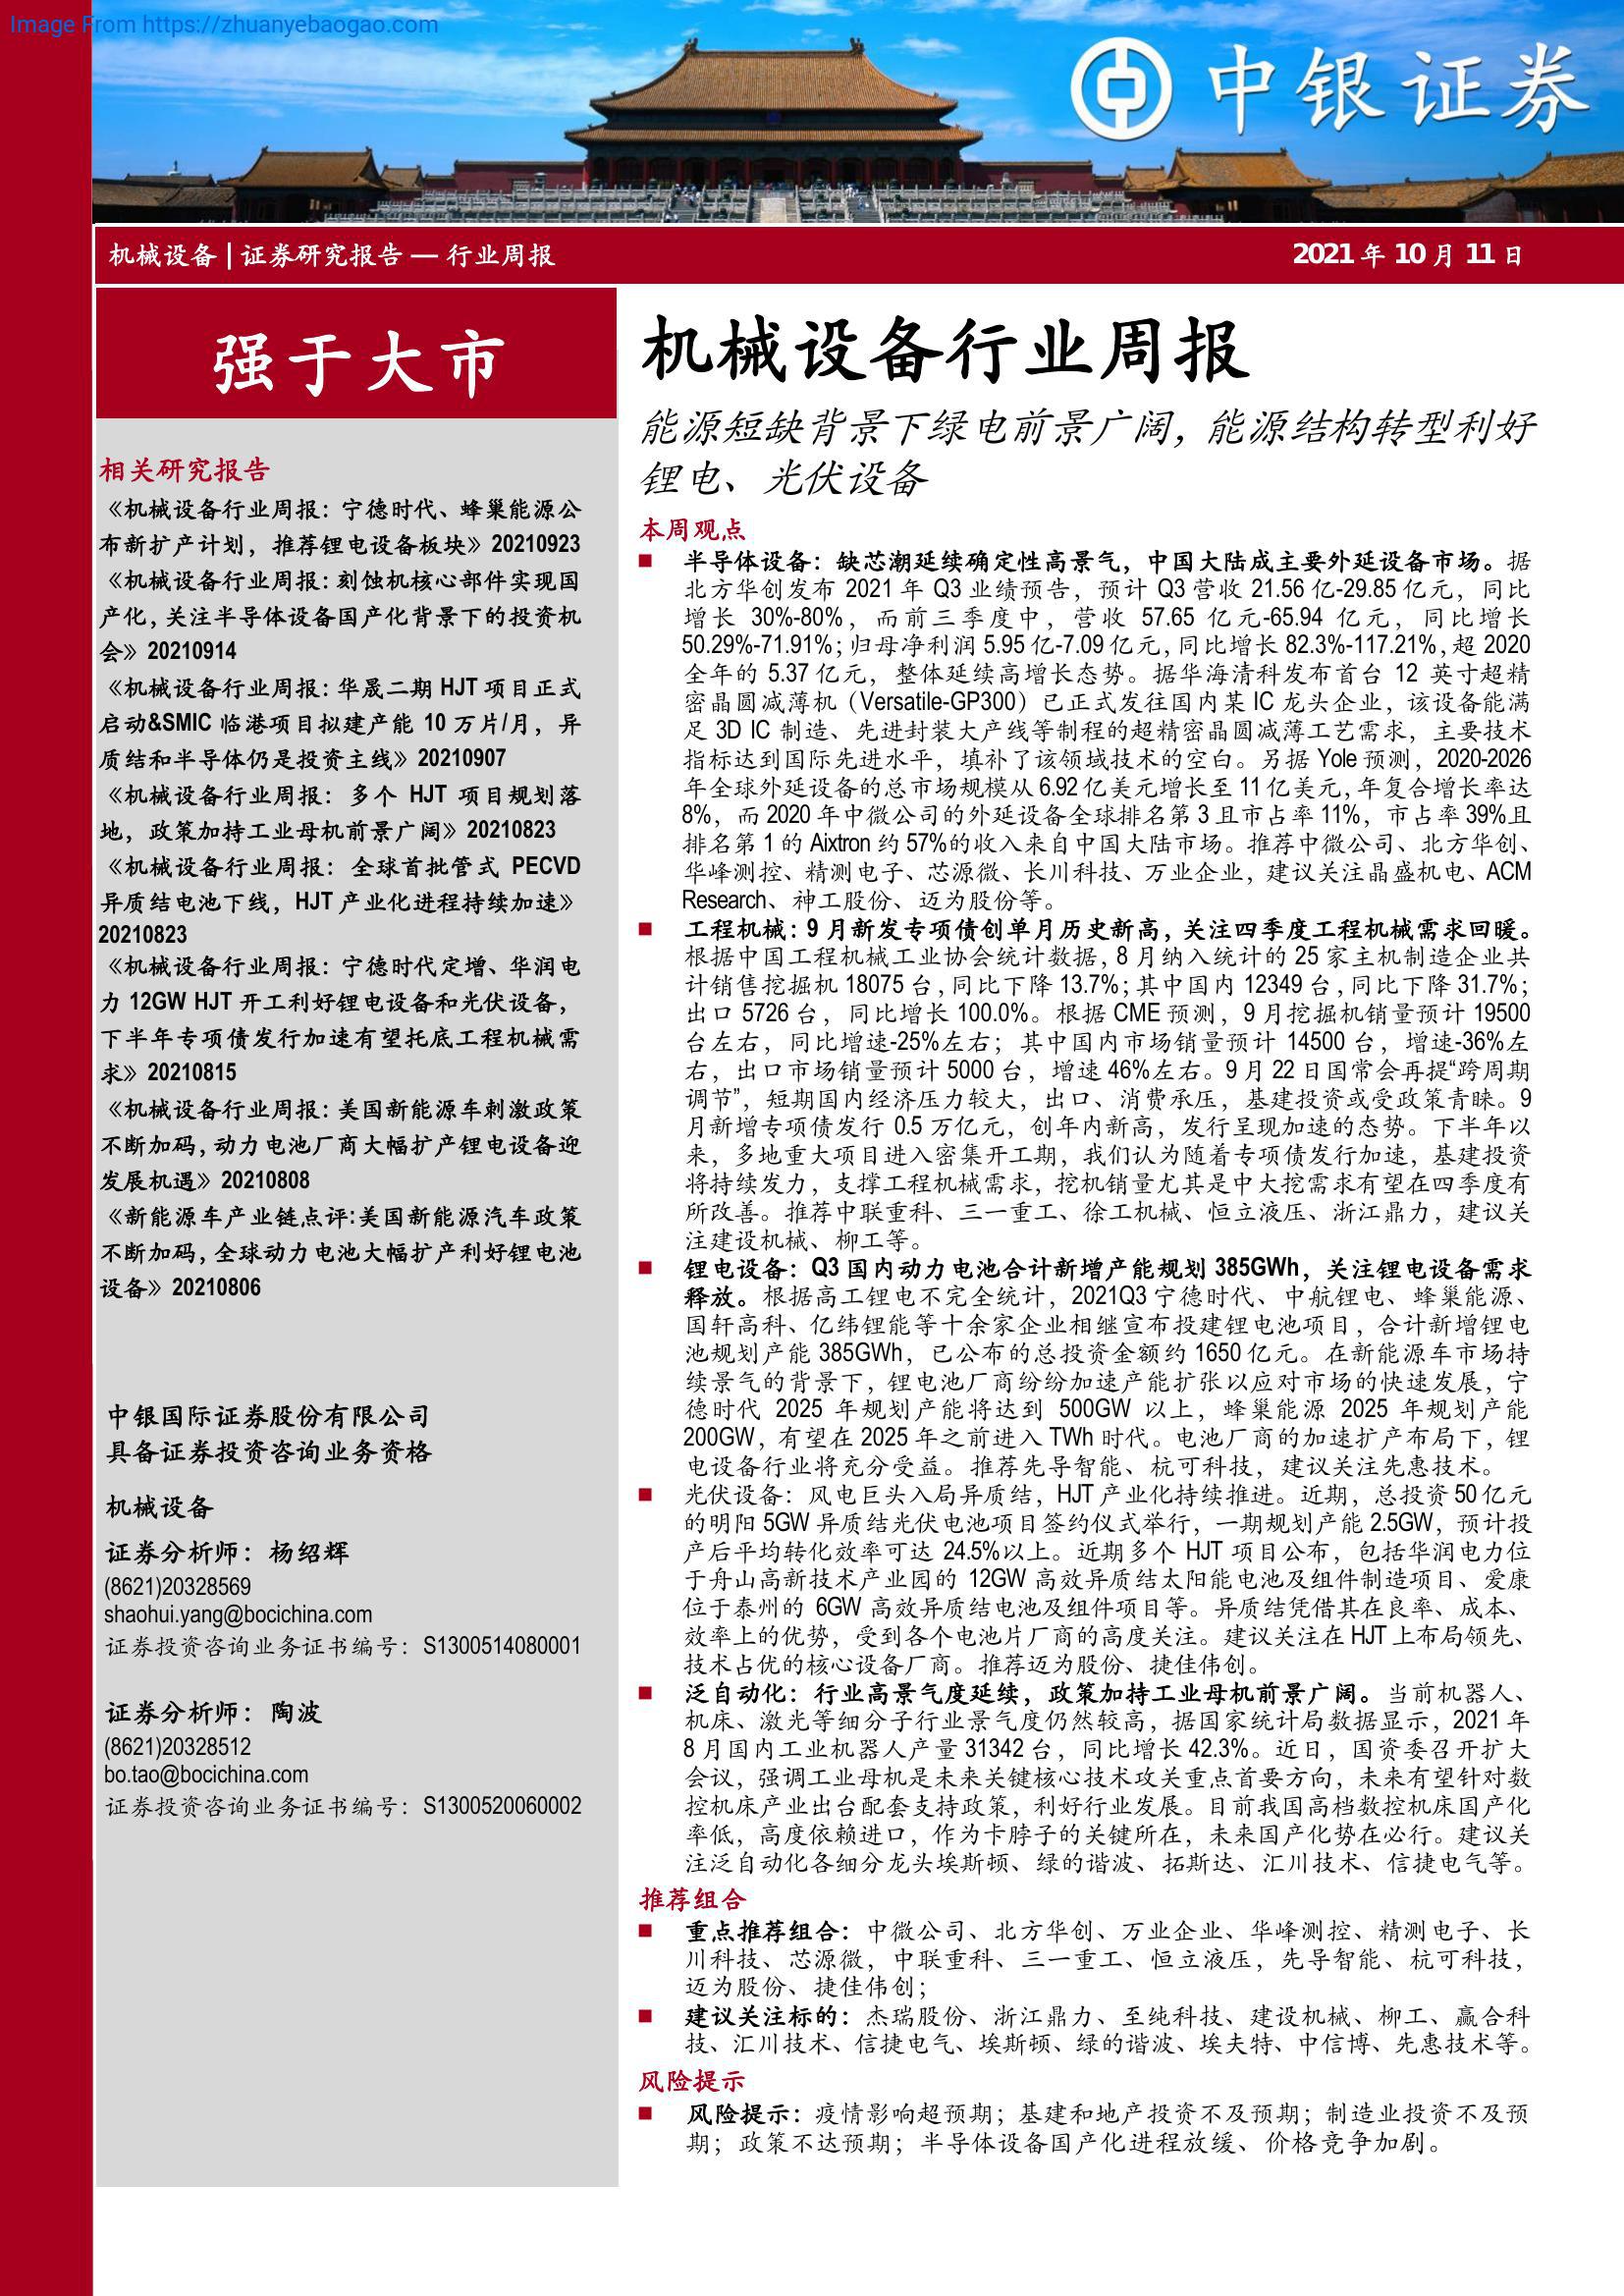 Image From https://zhuanyebaogao.com
中银证券
机械设备 | 证券研究报告 — 行业周报
2021 年 10 月 11 日
强于大市
相关研究报告
《机械设备行业周报：宁德时代、蜂巢能源公
布新扩产计划，推荐锂电设备板块》20210923
《机械设备行业周报：刻蚀机核心部件实现国
产化，关注半导体设备国产化背景下的投资机
会》20210914
《机械设备行业周报：华晟二期 HJT 项目正式
启动&SMIC 临港项目拟建产能 10 万片/月，异
质结和半导体仍是投资主线》20210907
《机械设备行业周报：多个 HJT 项目规划落
地，政策加持工业母机前景广阔》20210823
《机械设备行业周报：全球首批管式 PECVD
异质结电池下线，HJT 产业化进程持续加速》
20210823
《机械设备行业周报：宁德时代定增、华润电
力 12GW HJT 开工利好锂电设备和光伏设备，
下半年专项债发行加速有望托底工程机械需
求》20210815
《机械设备行业周报：美国新能源车刺激政策
不断加码，动力电池厂商大幅扩产锂电设备迎
发展机遇》20210808
《新能源车产业链点评:美国新能源汽车政策
不断加码，全球动力电池大幅扩产利好锂电池
设备》20210806
中银国际证券股份有限公司
具备证券投资咨询业务资格
机械设备
证券分析师：杨绍辉
(8621)20328569
shaohui.yang@bocichina.com
证券投资咨询业务证书编号：S1300514080001
证券分析师：陶波
(8621)20328512
bo.tao@bocichina.com
证券投资咨询业务证书编号：S1300520060002
机械设备行业周报
能源短缺背景下绿电前景广阔，能源结构转型利好
锂电、光伏设备
本周观点
■ 半导体设备：缺芯潮延续确定性高景气，中国大陆成主要外延设备市场。据
北方华创发布 2021 年 Q3 业绩预告，预计 Q3 营收 21.56 亿-29.85 亿元，同比
增长 30%-80%，而前三季度中，营收 57.65 亿元-65.94 亿元，同比增长
50.29%-71.91%；归母净利润 5.95 亿-7.09 亿元，同比增长 82.3%-117.21%，超 2020
全年的 5.37 亿元，整体延续高增长态势。据华海清科发布首台 12 英寸超精
密晶圆减薄机（Versatile-GP300）已正式发往国内某 IC 龙头企业，该设备能满
足 3D IC 制造、先进封装大产线等制程的超精密晶圆减薄工艺需求，主要技术
指标达到国际先进水平，填补了该领域技术的空白。另据 Yole 预测，2020-2026
年全球外延设备的总市场规模从 6.92 亿美元增长至 11 亿美元，年复合增长率达
8%，而 2020 年中微公司的外延设备全球排名第 3 且市占率 11%，市占率 39%且
排名第 1 的 Aixtron 约 57%的收入来自中国大陆市场。推荐中微公司、北方华创、
华峰测控、精测电子、芯源微、长川科技、万业企业，建议关注晶盛机电、ACM
Research、神工股份、迈为股份等。
■ 工程机械：9 月新发专项债创单月历史新高，关注四季度工程机械需求回暖。
根据中国工程机械工业协会统计数据，8 月纳入统计的 25 家主机制造企业共
计销售挖掘机 18075 台，同比下降 13.7%；其中国内 12349 台，同比下降 31.7%；
出口 5726 台，同比增长 100.0%。根据 CME 预测，9 月挖掘机销量预计 19500
台左右，同比增速-25%左右；其中国内市场销量预计 14500 台，增速-36%左
右，出口市场销量预计 5000 台，增速 46%左右。9 月 22 日国常会再提“跨周期
调节”，短期国内经济压力较大，出口、消费承压，基建投资或受政策青睐。9
月新增专项债发行 0.5 万亿元，创年内新高，发行呈现加速的态势。下半年以
来，多地重大项目进入密集开工期，我们认为随着专项债发行加速，基建投资
将持续发力，支撑工程机械需求，挖机销量尤其是中大挖需求有望在四季度有
所改善。推荐中联重科、三一重工、徐工机械、恒立液压、浙江鼎力，建议关
注建设机械、柳工等。
■ 锂电设备：Q3 国内动力电池合计新增产能规划 385GWh，关注锂电设备需求
释放。根据高工锂电不完全统计，2021Q3 宁德时代、中航锂电、蜂巢能源、
国轩高科、亿纬锂能等十余家企业相继宣布投建锂电池项目，合计新增锂电
池规划产能 385GWh，已公布的总投资金额约 1650 亿元。在新能源车市场持
续景气的背景下，锂电池厂商纷纷加速产能扩张以应对市场的快速发展，宁
德时代 2025 年规划产能将达到 500GW 以上，蜂巢能源 2025 年规划产能
200GW，有望在 2025 年之前进入 TWh 时代。电池厂商的加速扩产布局下，锂
电设备行业将充分受益。推荐先导智能、杭可科技，建议关注先惠技术。
■ 光伏设备：风电巨头入局异质结，HJT 产业化持续推进。近期，总投资 50 亿元
的明阳 5GW 异质结光伏电池项目签约仪式举行，一期规划产能 2.5GW，预计投
产后平均转化效率可达 24.5%以上。近期多个 HJT 项目公布，包括华润电力位
于舟山高新技术产业园的 12GW 高效异质结太阳能电池及组件制造项目、爱康
位于泰州的 6GW 高效异质结电池及组件项目等。异质结凭借其在良率、成本、
效率上的优势，受到各个电池片厂商的高度关注。建议关注在 HJT 上布局领先、
技术占优的核心设备厂商。推荐迈为股份、捷佳伟创。
■ 泛自动化：行业高景气度延续，政策加持工业母机前景广阔。当前机器人、
机床、激光等细分子行业景气度仍然较高，据国家统计局数据显示，2021 年
8 月国内工业机器人产量 31342 台，同比增长 42.3%。近日，国资委召开扩大
会议，强调工业母机是未来关键核心技术攻关重点首要方向，未来有望针对数
控机床产业出台配套支持政策，利好行业发展。目前我国高档数控机床国产化
率低，高度依赖进口，作为卡脖子的关键所在，未来国产化势在必行。建议关
注泛自动化各细分龙头埃斯顿、绿的谐波、拓斯达、汇川技术、信捷电气等。
推荐组合
■ 重点推荐组合：中微公司、北方华创、万业企业、华峰测控、精测电子、长
川科技、芯源微，中联重科、三一重工、恒立液压，先导智能、杭可科技，
迈为股份、捷佳伟创；
■ 建议关注标的：杰瑞股份、浙江鼎力、至纯科技、建设机械、柳工、赢合科
技、汇川技术、信捷电气、埃斯顿、绿的谐波、埃夫特、中信博、先惠技术等。
风险提示
■ 风险提示：疫情影响超预期；基建和地产投资不及预期；制造业投资不及预
期；政策不达预期；半导体设备国产化进程放缓、价格竞争加剧。